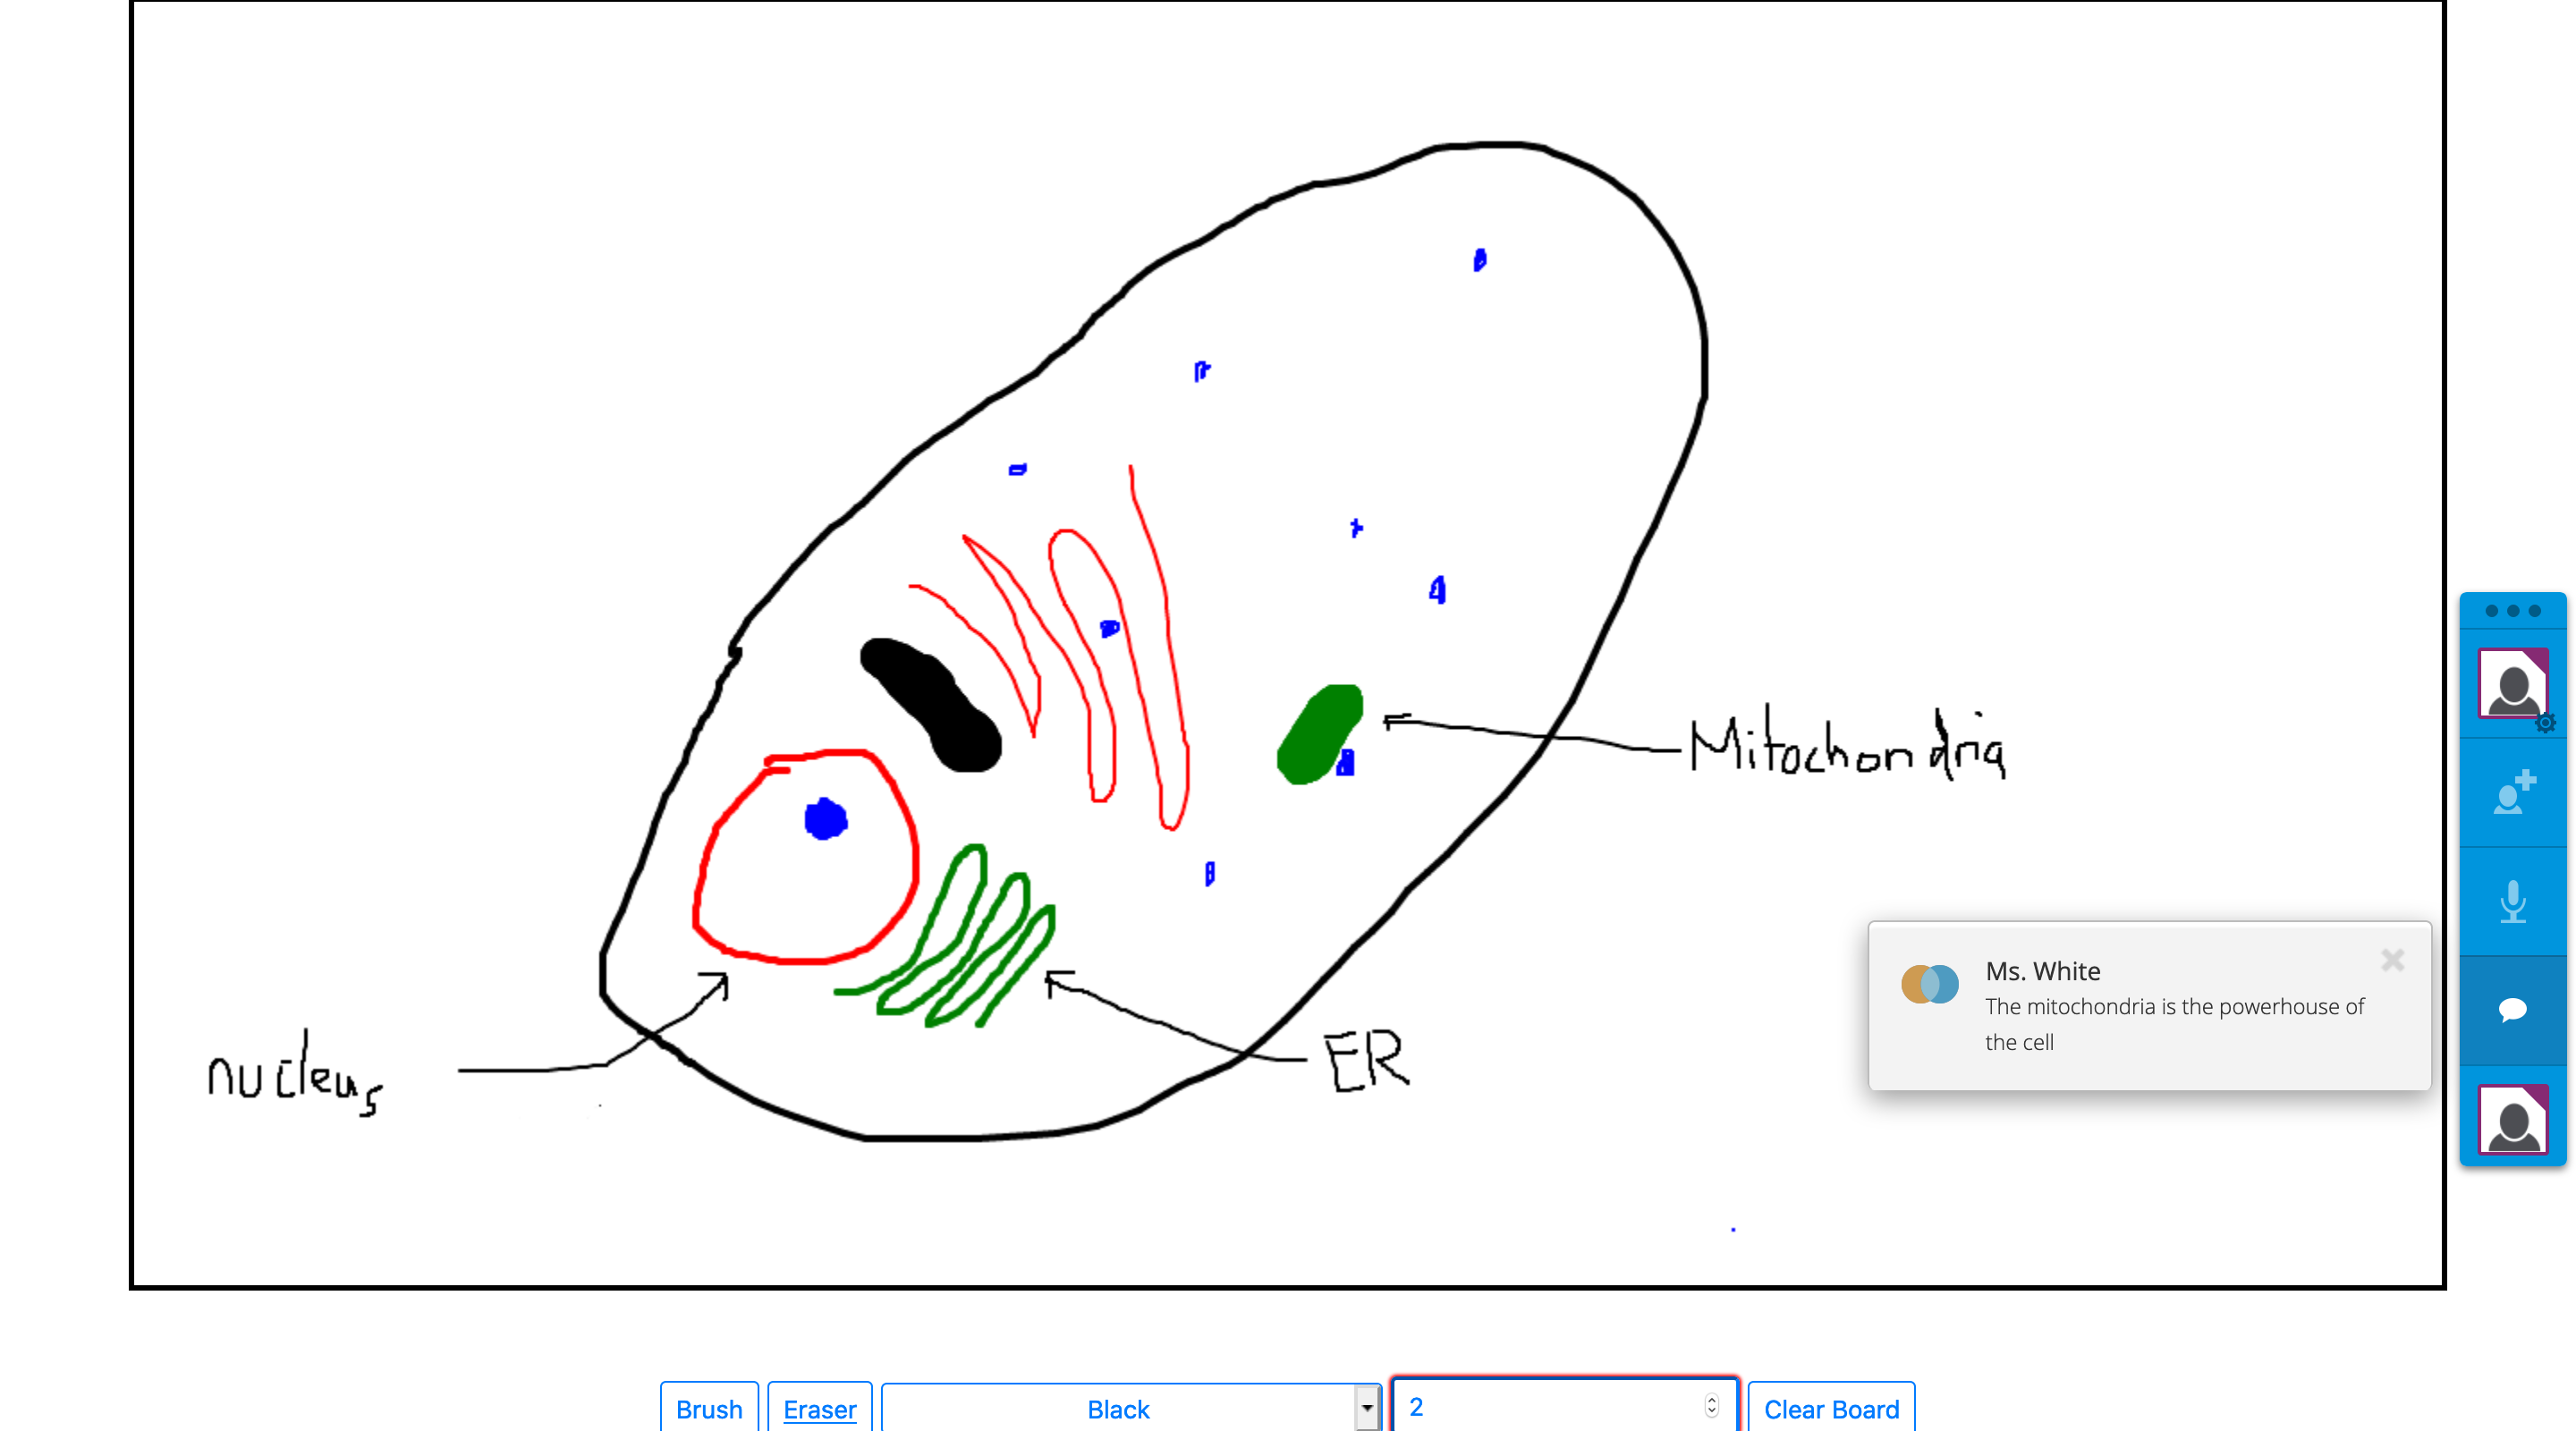 Mitochondria
Ms. White
The mitochondria is the powerhouse of
the cell
nucleus
ER
Brush
Eraser
Black
2
Clear Board